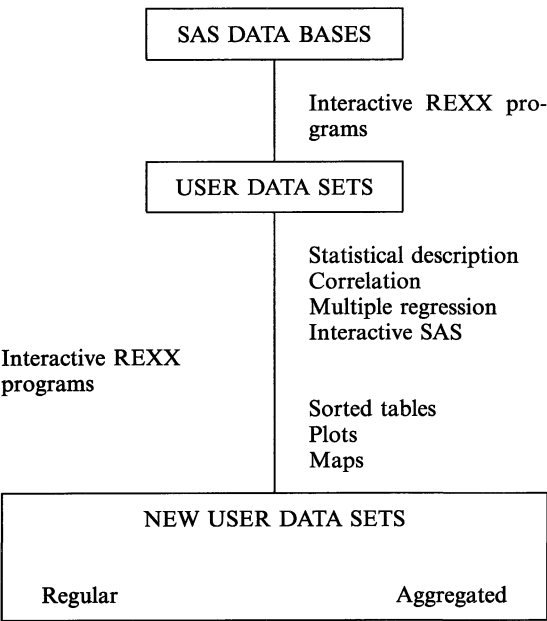 SAS DATA BASES
Interactive REXX pro-
grams
USER DATA SETS
Statistical description
Correlation
Multiple regression
Interactive SAS
Interactive REXX
programs
Sorted tables
Plots
Maps
NEW USER DATA SETS
Regular
Aggregated